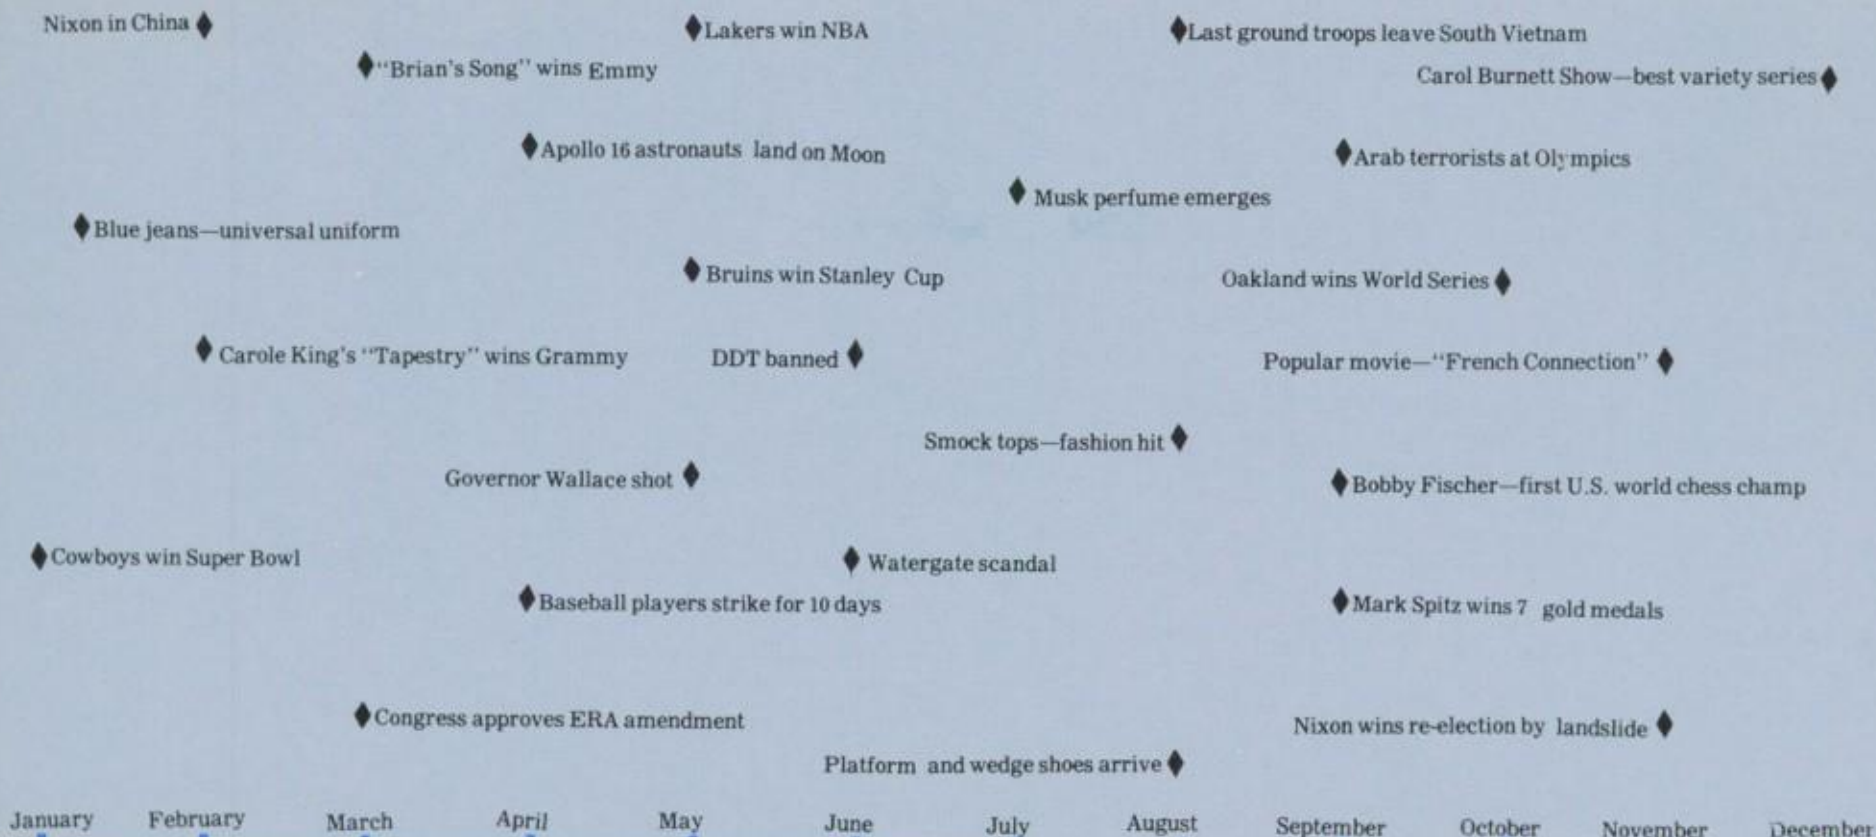 Nixon in China
Lakers win NBA
Last ground troops leave South Vietnam
"Brian's Song" wins Emmy
Carol Burnett Show—best variety series
Apollo 16 astronauts land on Moon
Arab terrorists at Olympics
Musk perfume emerges
Blue jeans—universal uniform
Bruins win Stanley Cup
Oakland wins World Series
Carole King's "Tapestry" wins Grammy
DDT banned
Popular movie—"French Connection"
Smock tops—fashion hit
Governor Wallace shot
Bobby Fischer—first U.S. world chess champ
Cowboys win Super Bowl
Watergate scandal
Baseball players strike for 10 days
Mark Spitz wins 7 gold medals
Congress approves ERA amendment
Nixon wins re-election by landslide
Platform and wedge shoes arrive
January February March April May June July August September October November December